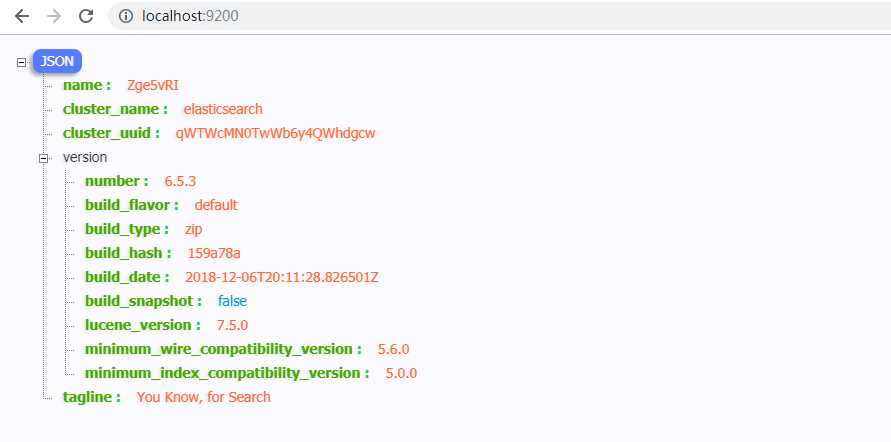 localhost:9200
JSON
name : Zge5vRI
cluster_name : elasticsearch
cluster_uuid : qWTWcMN0TwWb6y4QWhdgcw
version
number : 6.5.3
build_flavor : default
build_type : zip
build_hash : 159a78a
build_date : 2018-12-06T20:11:28.826501Z
build_snapshot : false
lucene_version : 7.5.0
minimum_wire_compatibility_version : 5.6.0
minimum_index_compatibility_version : 5.0.0
tagline : You Know, for Search